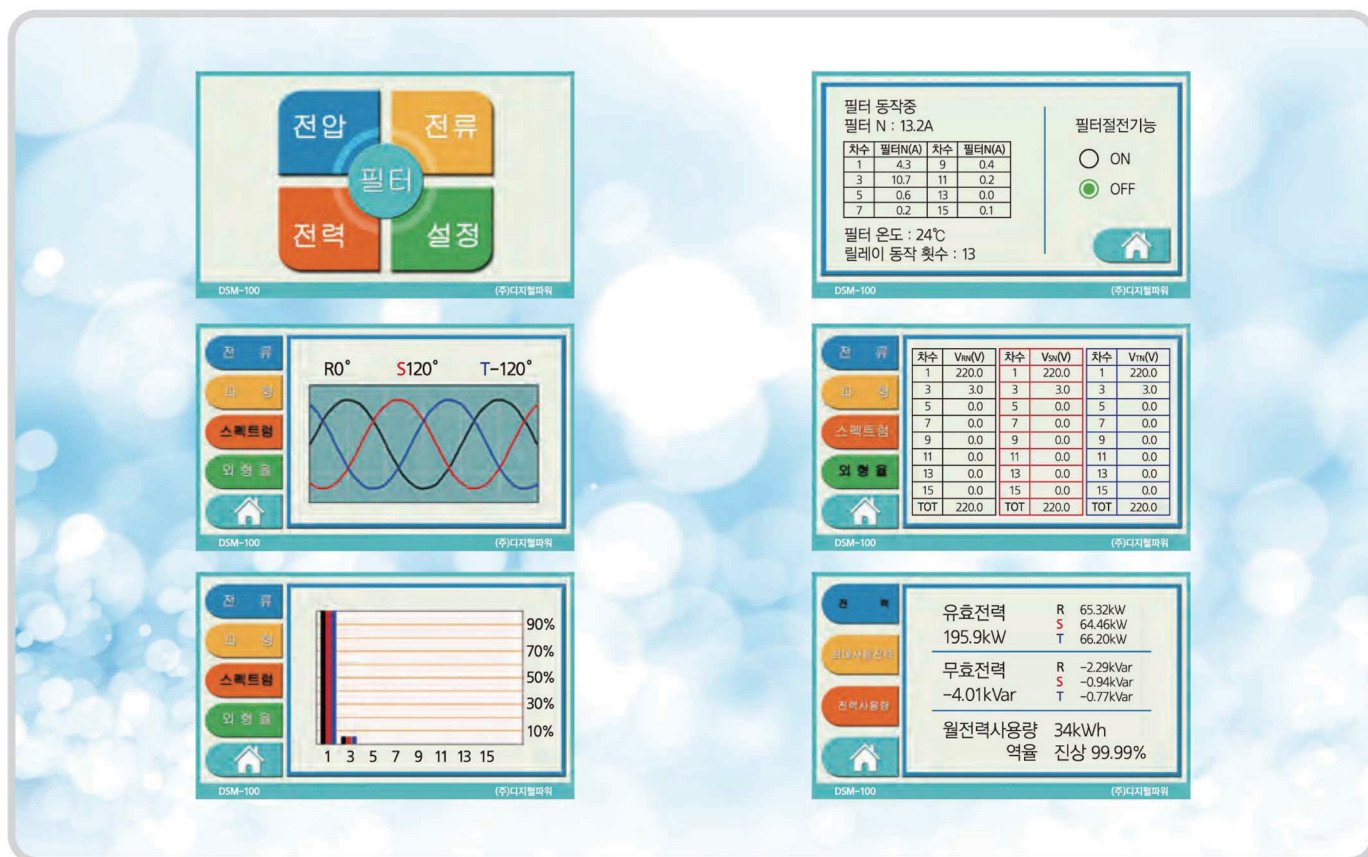 전압
전류
필터
전력
설정
DSM-100
(주)디지털파워
필터 동작중
필터 N : 13.2A
차수 필터N(A) 차수 필터N(A)
1 4.3 9 0.4
3 10.7 11 0.2
5 0.6 13 0.0
7 0.2 15 0.1
필터 온도 : 24℃
릴레이 동작 횟수 : 13
필터절전기능
ON
OFF
DSM-100
(주)디지털파워
전 류
파 형
스펙트럼
외 형 율
R0° S120° T-120°
DSM-100
(주)디지털파워
전 류
파 형
스펙트럼
외 형 율
차수 VRN(V) 차수 VSN(V) 차수 VTN(V)
1 220.0 1 220.0 1 220.0
3 3.0 3 3.0 3 3.0
5 0.0 5 0.0 5 0.0
7 0.0 7 0.0 7 0.0
9 0.0 9 0.0 9 0.0
11 0.0 11 0.0 11 0.0
13 0.0 13 0.0 13 0.0
15 0.0 15 0.0 15 0.0
TOT 220.0 TOT 220.0 TOT 220.0
DSM-100
(주)디지털파워
전 류
파 형
스펙트럼
외 형 율
90%
70%
50%
30%
10%
1 3 5 7 9 11 13 15
DSM-100
(주)디지털파워
전 력
최대사용전력
전력사용량
유효전력
195.9kW
R 65.32kW
S 64.46kW
T 66.20kW
무효전력
-4.01kVar
R -2.29kVar
S -0.94kVar
T -0.77kVar
월전력사용량 34kWh
역율 진상 99.99%
DSM-100
(주)디지털파워